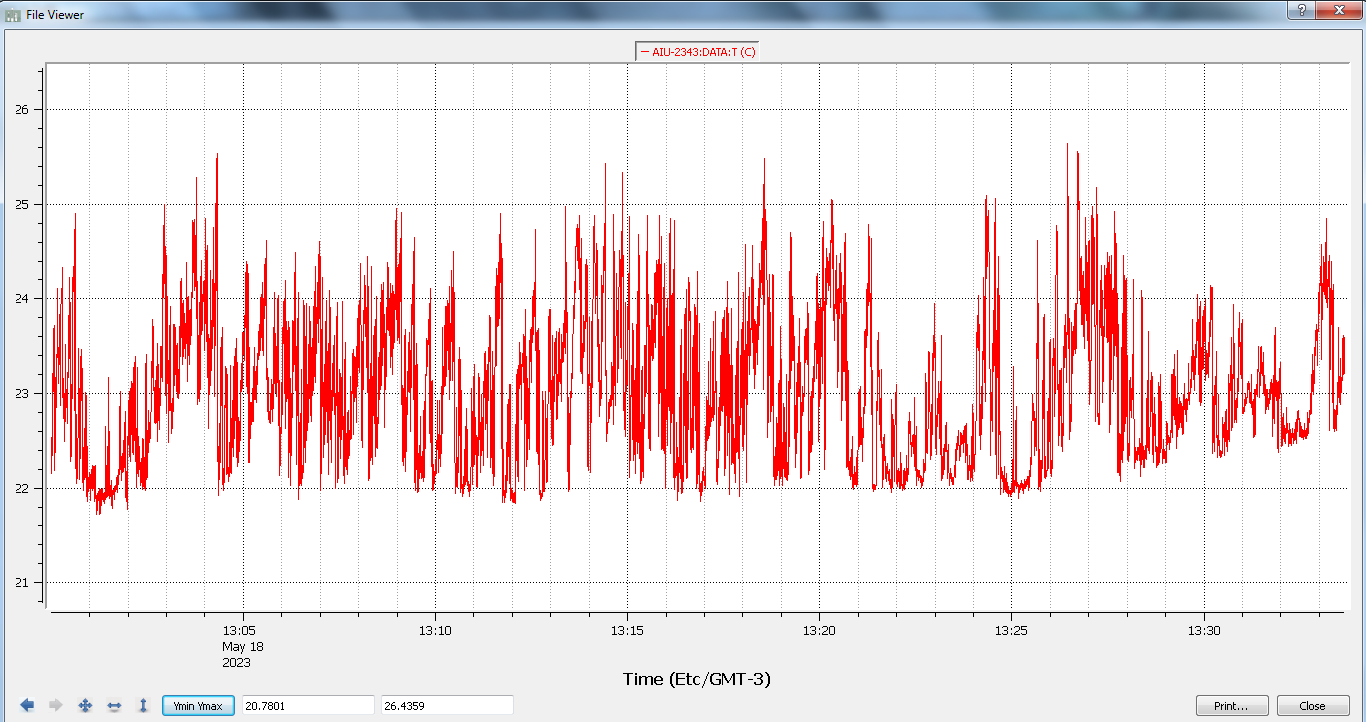 File Viewer
?
AIU-2343:DATA:T (C)
26
25
24
23
22
21
13:05 13:10 13:15 13:20 13:25 13:30
May 18
2023
Time (Etc/GMT-3)
Ymin Ymax 20.7801 26.4359 Print... Close